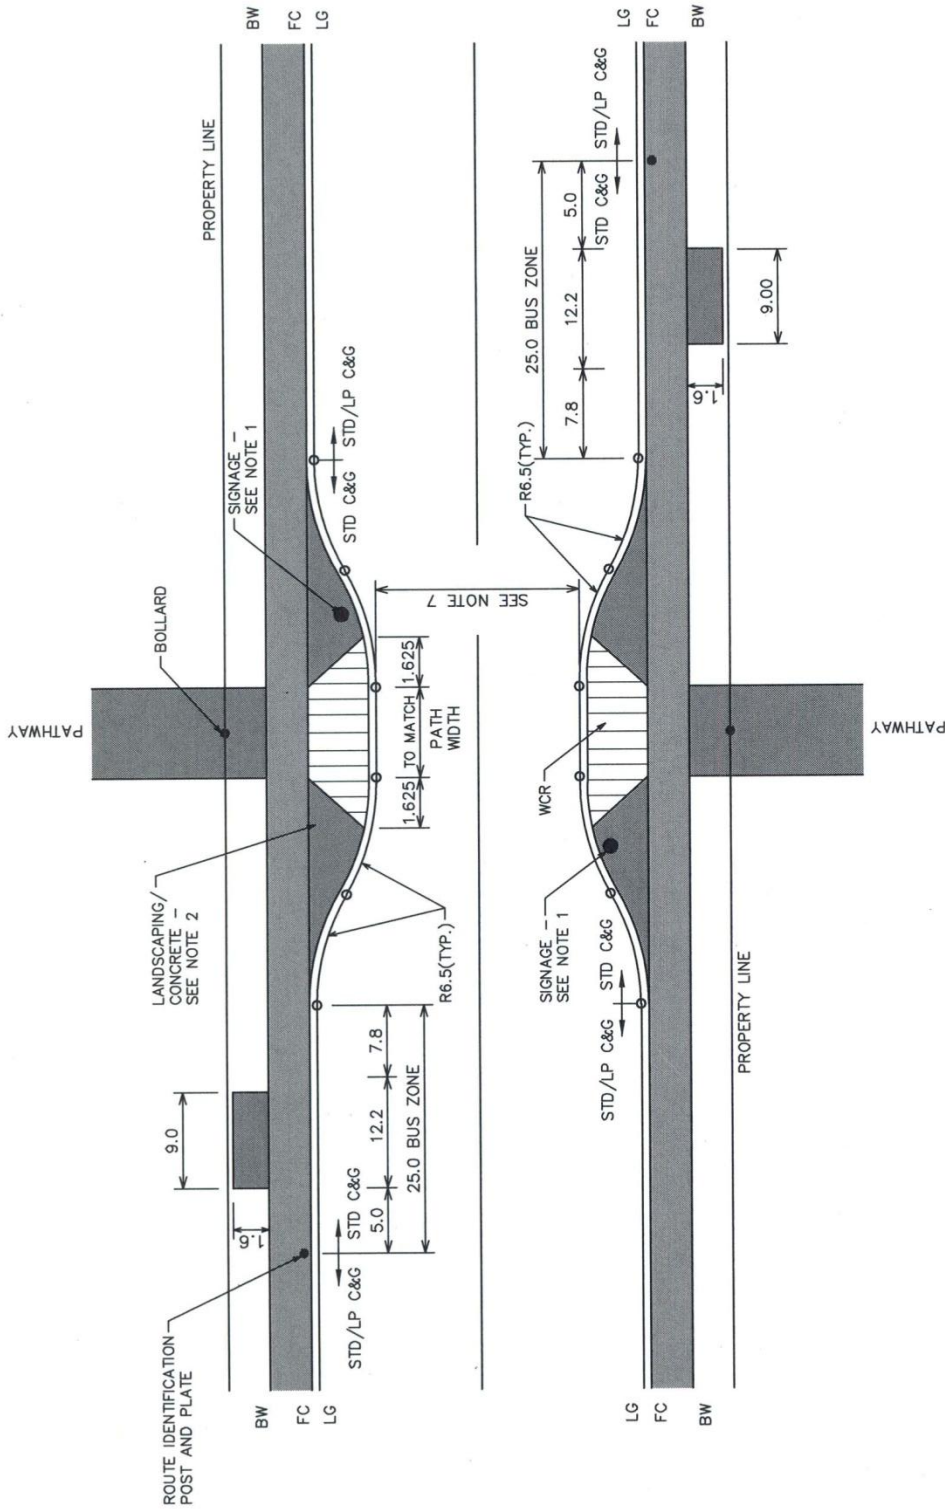 BW
FC
LG
PROPERTY LINE
LG
FC
BW
STD/LP C&G
STD C&G
5.0
12.2
7.8
25.0 BUS ZONE
9.00
1.6
R6.5(TYP.)
SIGNAGE –
SEE NOTE 1
STD/LP C&G
STD C&G
BOLLARD
PATHWAY
SEE NOTE 7
1.625
TO MATCH
PATH
WIDTH
1.625
WCR
PATHWAY
LANDSCAPING/
CONCRETE –
SEE NOTE 2
R6.5(TYP.)
SIGNAGE –
SEE NOTE 1
STD C&G
STD/LP C&G
PROPERTY LINE
9.0
1.6
7.8
12.2
5.0
25.0 BUS ZONE
STD C&G
STD/LP C&G
ROUTE IDENTIFICATION
POST AND PLATE
BW
FC
LG
LG
FC
BW